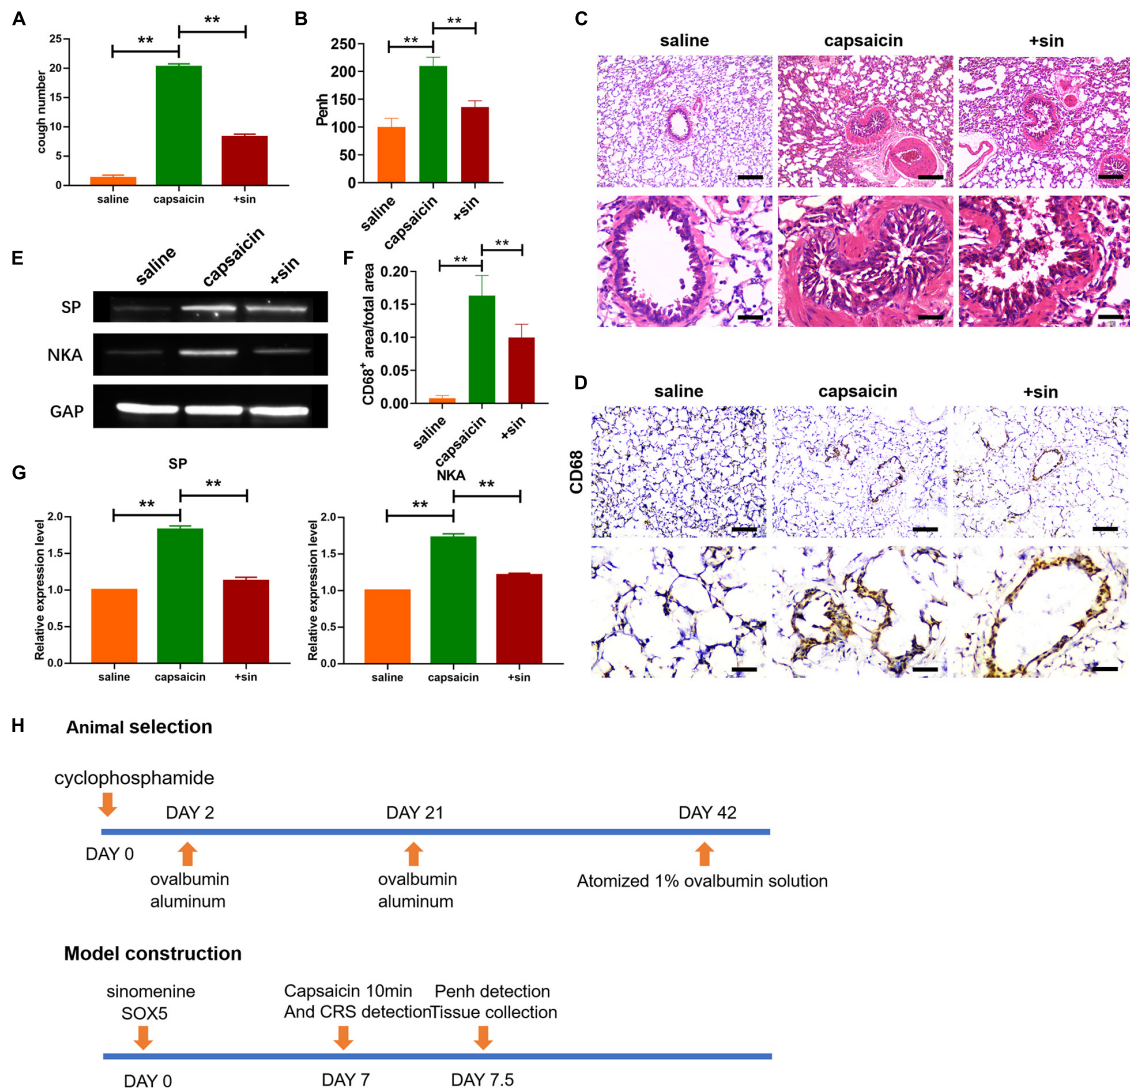 A
cough number
25
20
15
10
5
0
**
**
saline
capsaicin
+sin
B
Penh
250
200
150
100
50
0
**
**
saline
capsaicin
+sin
C
saline
capsaicin
+sin
E
saline
capsaicin
+sin
SP
NKA
GAP
F
CD68+ area/total area
0.20
0.15
0.10
0.05
0.00
**
**
saline
capsaicin
+sin
D
saline
capsaicin
+sin
CD68
G
SP
Relative expression level
2.0
1.5
1.0
0.5
0.0
**
**
saline
capsaicin
+sin
NKA
Relative expression level
2.0
1.5
1.0
0.5
0.0
**
**
saline
capsaicin
+sin
H
Animal selection
cyclophosphamide
DAY 2
DAY 21
DAY 42
DAY 0
ovalbumin
aluminum
ovalbumin
aluminum
Atomized 1% ovalbumin solution
Model construction
sinomenine
SOX5
Capsaicin 10min
And CRS detection
Penh detection
Tissue collection
DAY 0
DAY 7
DAY 7.5